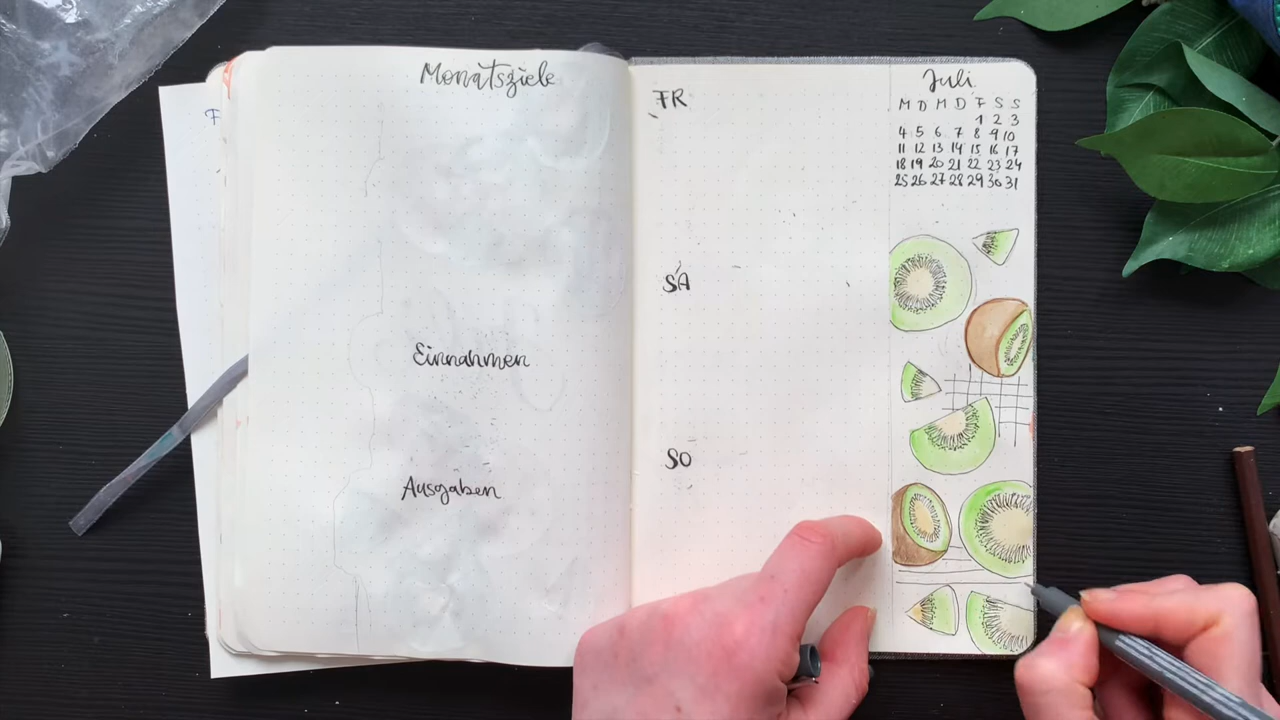 F
Monatsziele
Einnahmen
Ausgaben
FR
SA
SO
Juli
M D M D F S S
1 2 3
4 5 6 7 8 9 10
11 12 13 14 15 16 17
18 19 20 21 22 23 24
25 26 27 28 29 30 31